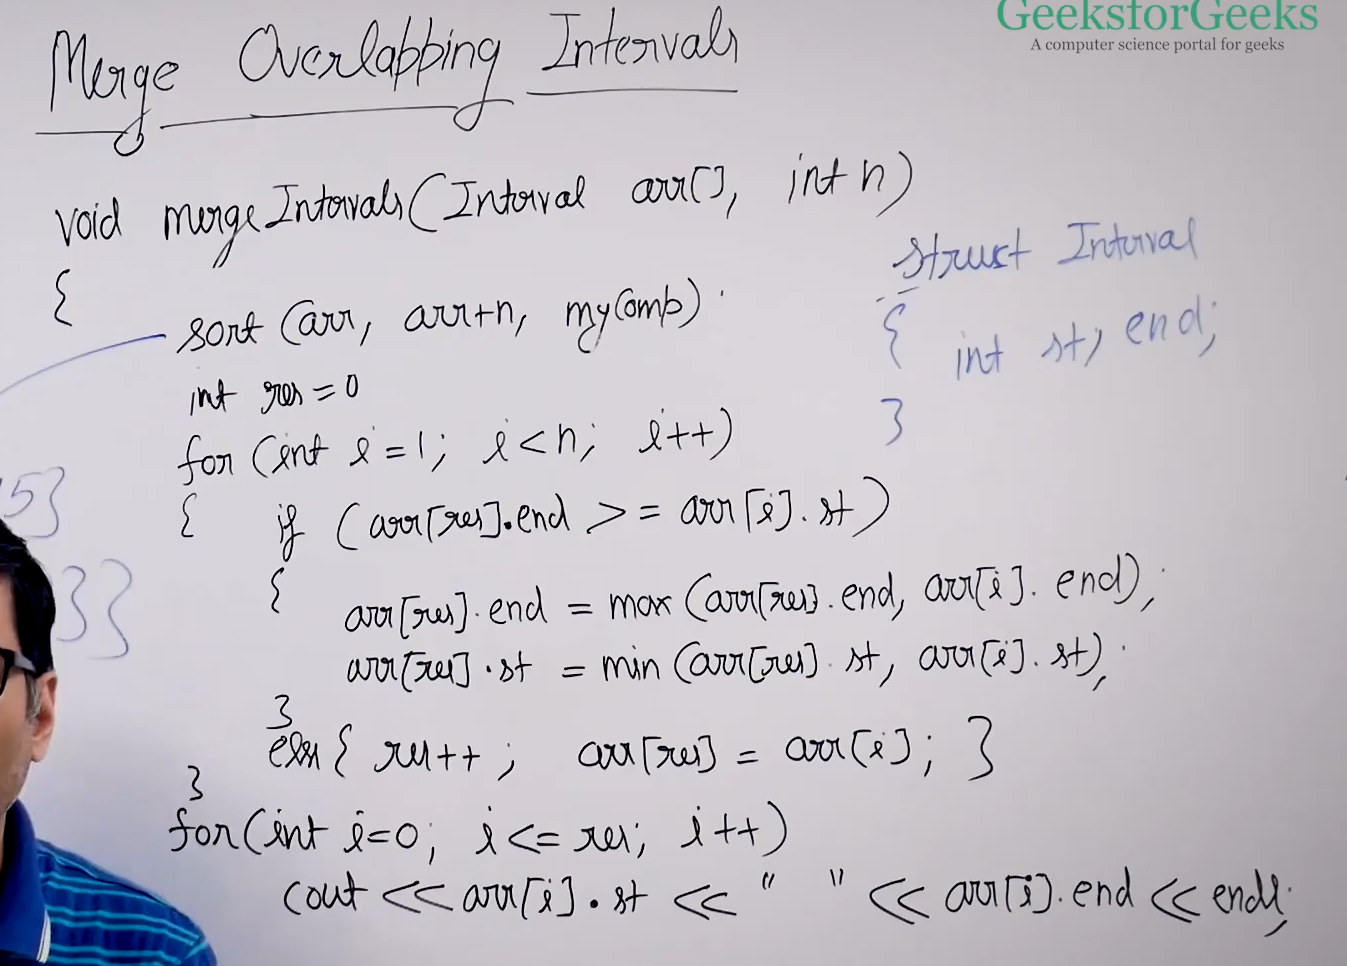 GeeksforGeeks
A computer science portal for geeks
Merge Overlapping Intervals
void mergeIntervals(Interval arr[], int n)
{
sort (arr, arr+n, myComp)
int res = 0
for (int i = 1; i < n; i++)
{ if (arr[res].end >= arr[i].st)
{
arr[res].end = max (arr[res].end, arr[i].end);
arr[res].st = min (arr[res].st, arr[i].st);
}
else { res++; arr[res] = arr[i]; }
}
for (int i=0; i <= res; i++)
cout << arr[i].st << " " << arr[i].end << endl;
struct Interval
{
int st, end;
}
5}
3}}